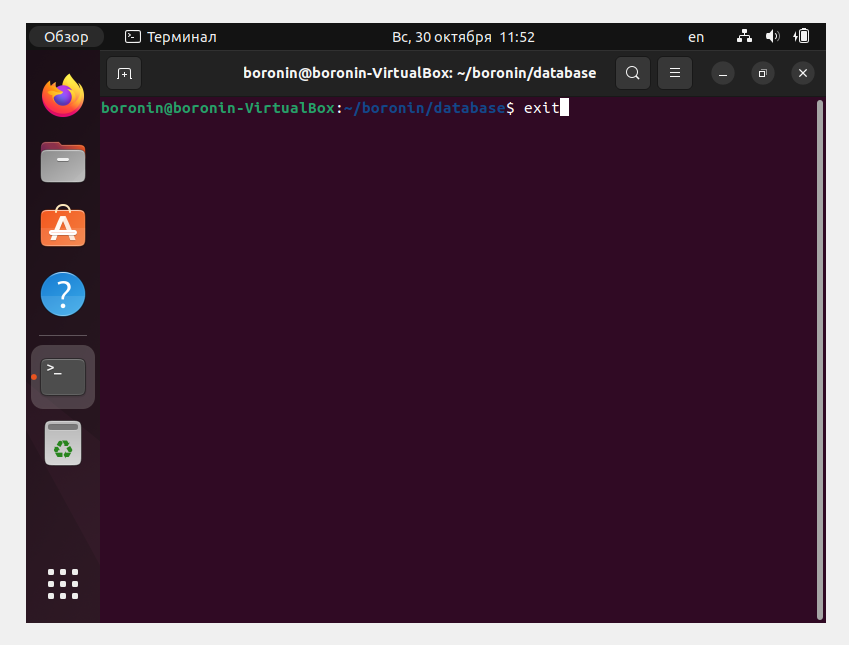 Обзор Терминал Вс, 30 октября 11:52 en
boronin@boronin-VirtualBox: ~/boronin/database
boronin@boronin-VirtualBox:~/boronin/database$ exit